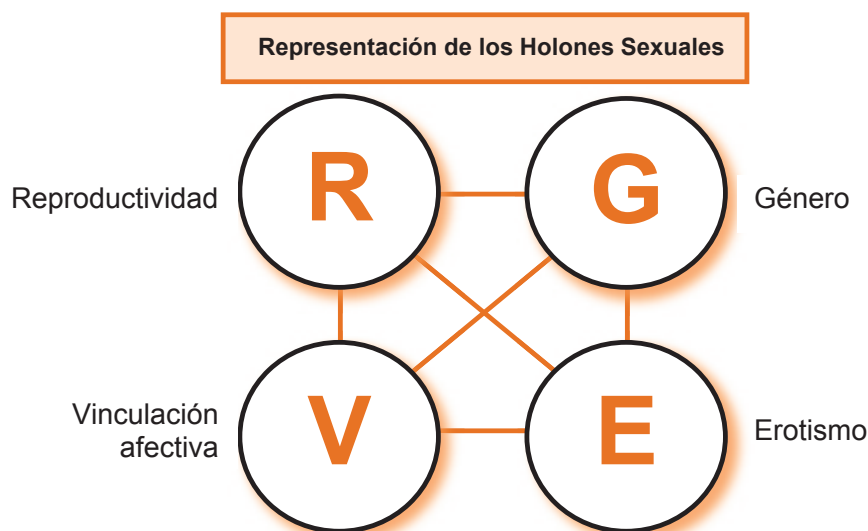 Representación de los Holones Sexuales
R
G
Reproductividad
Género
V
E
Vinculación
afectiva
Erotismo